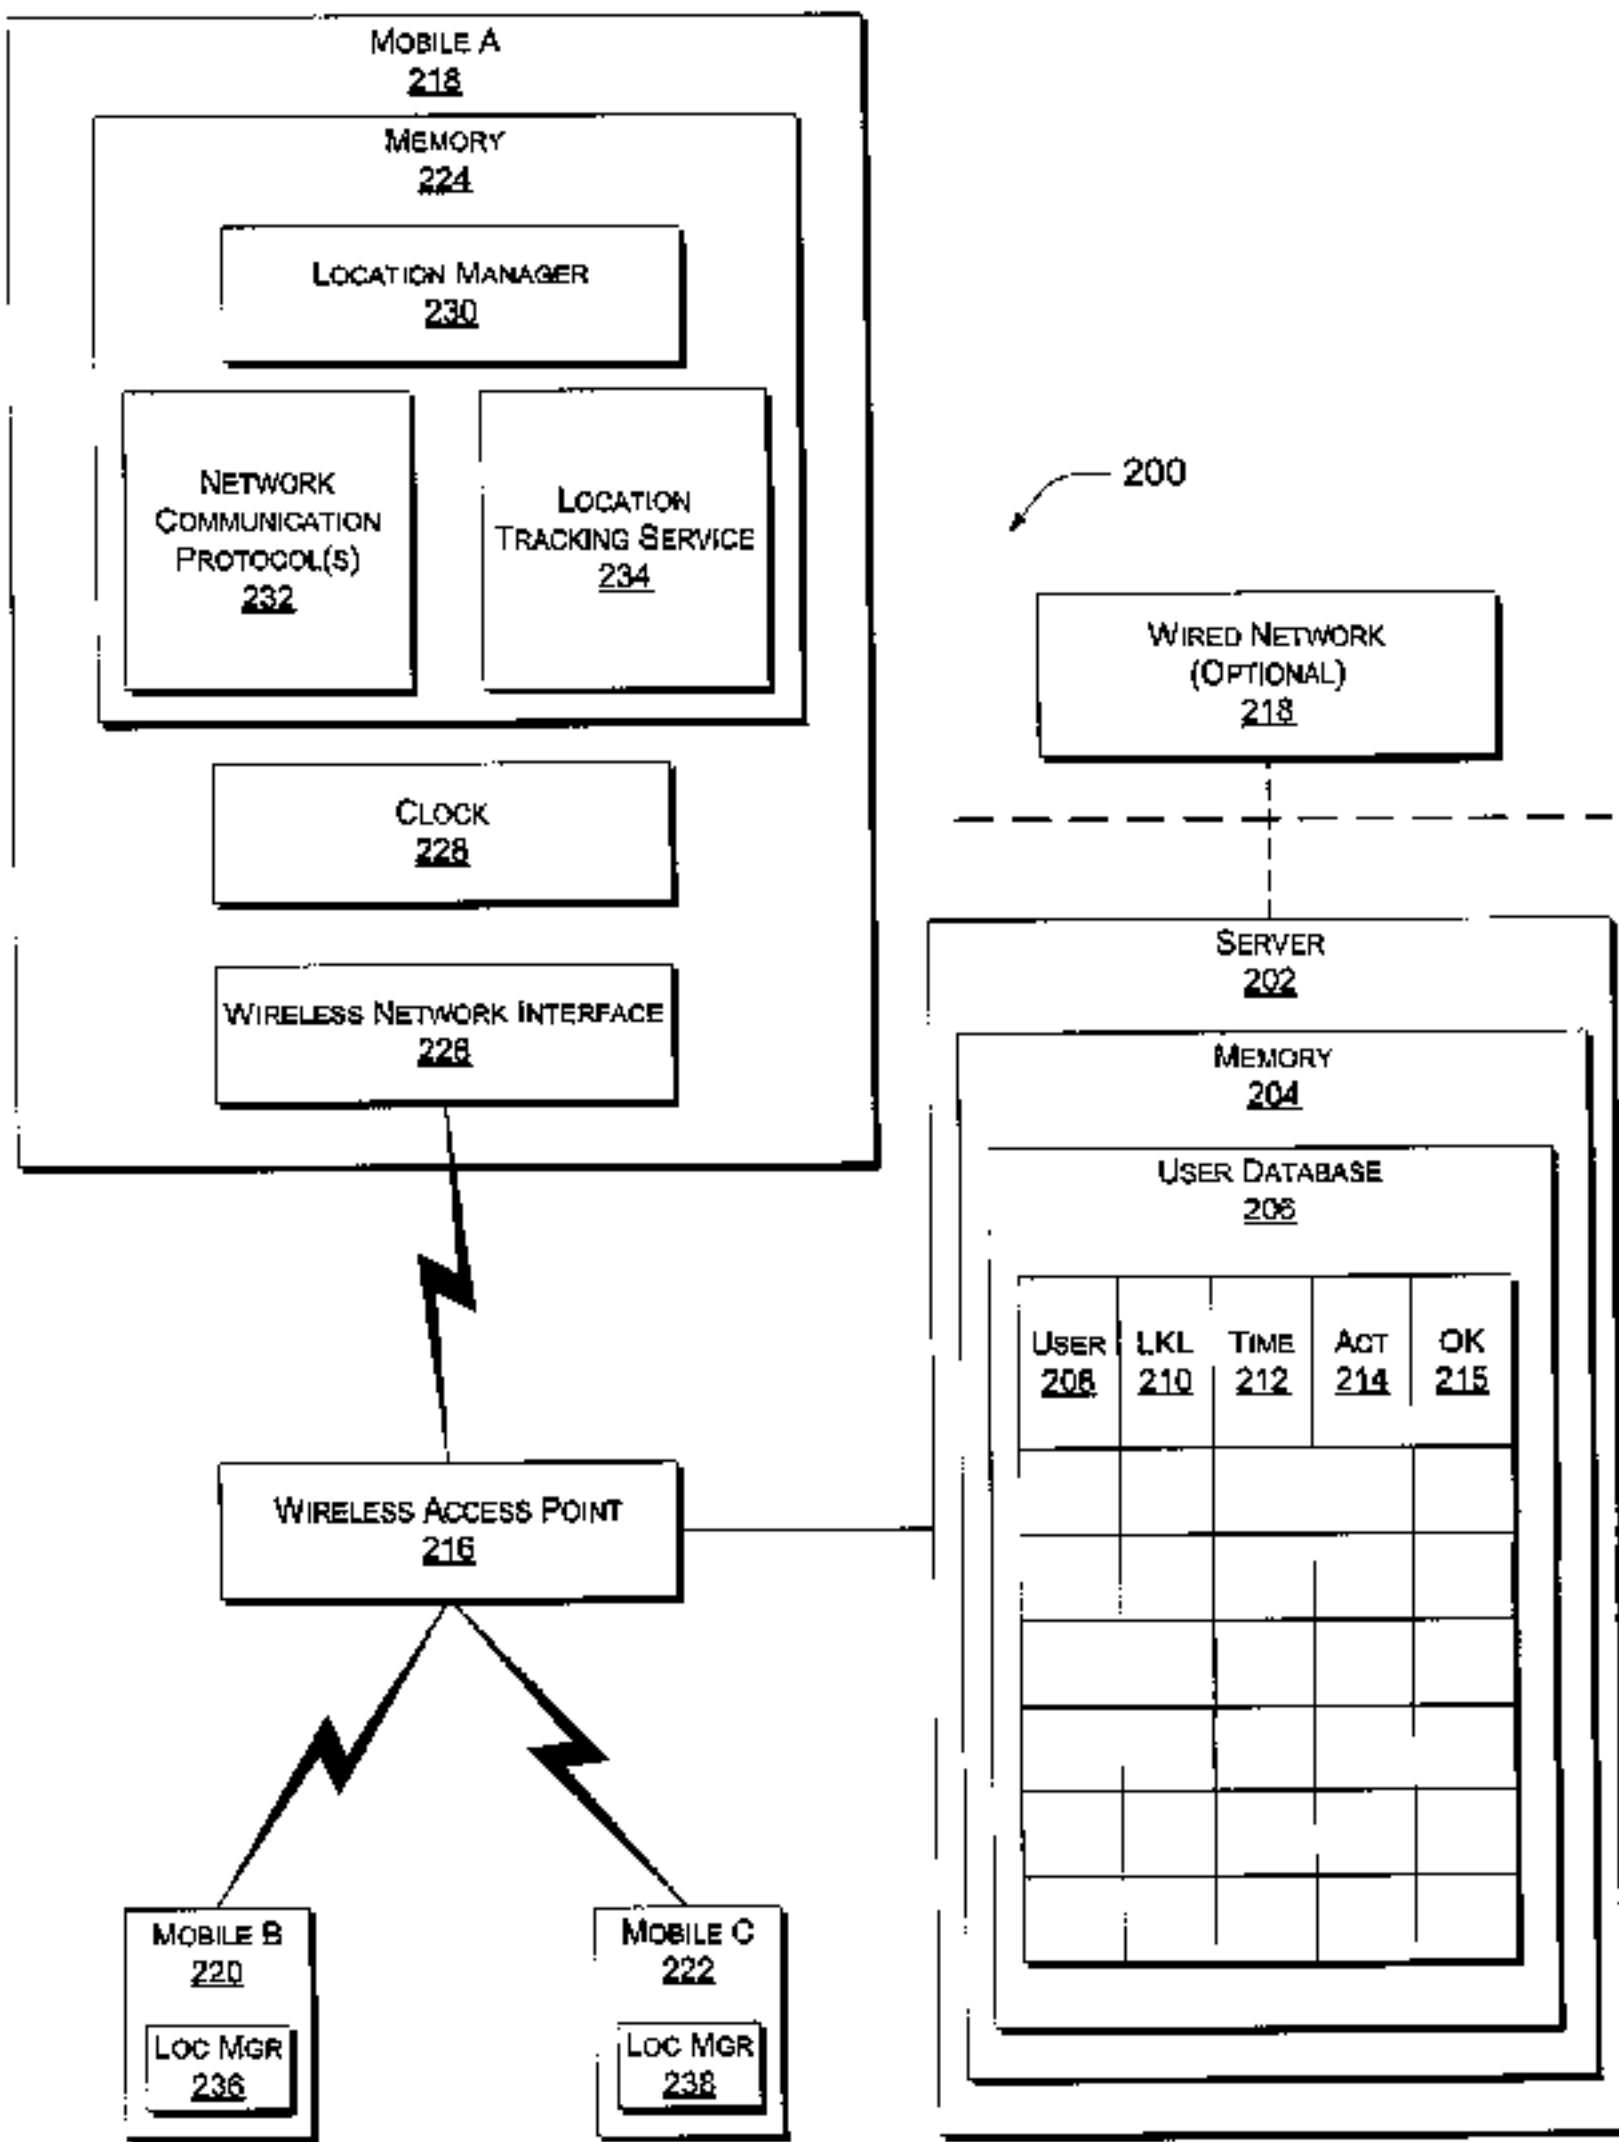 MOBILE A
218
MEMORY
224
LOCATION MANAGER
230
NETWORK
COMMUNICATION
PROTOCOL(S)
232
LOCATION
TRACKING SERVICE
234
200
WIRED NETWORK
(OPTIONAL)
218
CLOCK
228
WIRELESS NETWORK INTERFACE
226
SERVER
202
MEMORY
204
USER DATABASE
206
USER
208
LKL
210
TIME
212
ACT
214
OK
215
WIRELESS ACCESS POINT
216
MOBILE B
220
LOC MGR
236
MOBILE C
222
LOC MGR
238